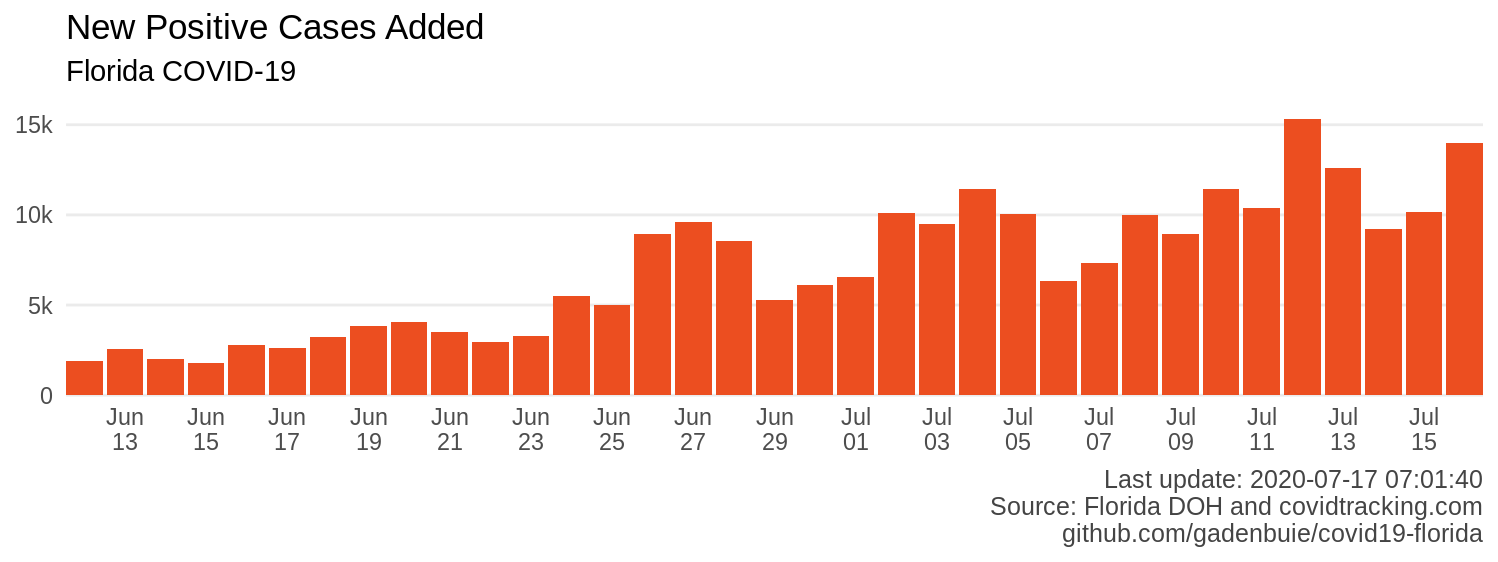 New Positive Cases Added
Florida COVID-19
15k
10k
5k
0
Jun Jun Jun Jun Jun Jun Jun Jun Jun Jul Jul Jul Jul Jul Jul Jul Jul
13 15 17 19 21 23 25 27 29 01 03 05 07 09 11 13 15
Last update: 2020-07-17 07:01:40
Source: Florida DOH and covidtracking.com
github.com/gadenbuie/covid19-florida